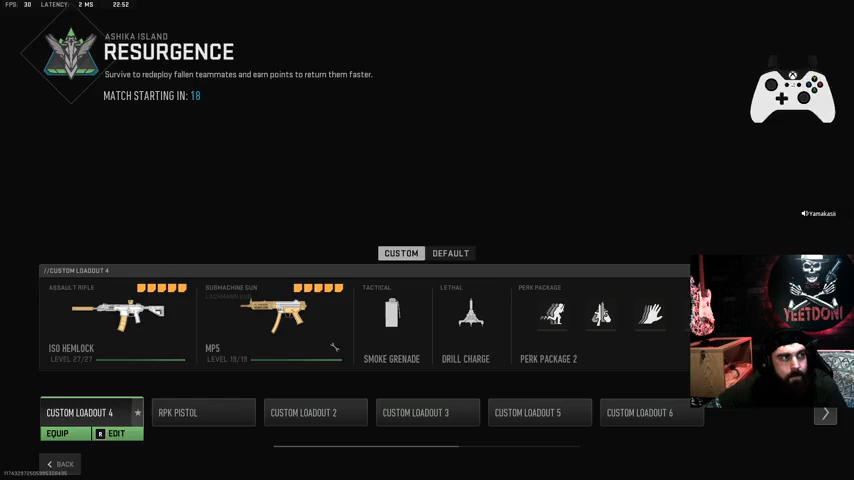 FPS: 30 LATENCY: 2 MS 22:52
ASHIKA ISLAND
RESURGENCE
Survive to redeploy fallen teammates and earn points to return them faster.
MATCH STARTING IN: 18
Yamakasii
CUSTOM DEFAULT
//CUSTOM LOADOUT 4
ASSAULT RIFLE
SUBMACHINE GUN
TACTICAL
LETHAL
PERK PACKAGE
ISO HEMLOCK
LEVEL 27/27
MP5
LEVEL 19/19
SMOKE GRENADE
DRILL CHARGE
PERK PACKAGE 2
YEETDON
CUSTOM LOADOUT 4
RPK PISTOL
CUSTOM LOADOUT 2
CUSTOM LOADOUT 3
CUSTOM LOADOUT 5
CUSTOM LOADOUT 6
EQUIP
R EDIT
BACK